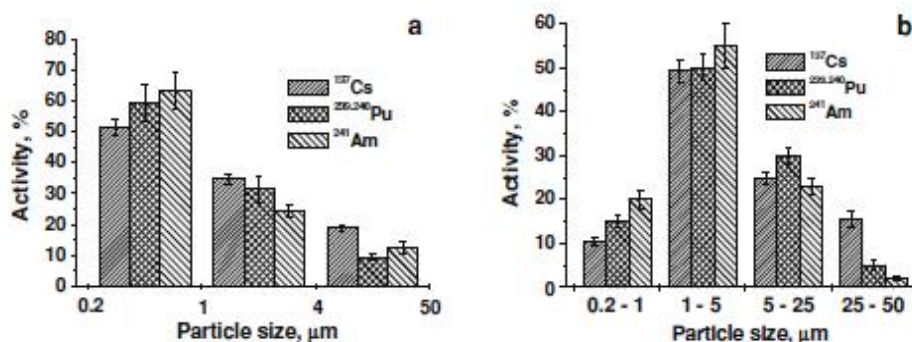 a
80
70
60
50
40
30
20
10
0
Activity, %
137Cs
239,240Pu
241Am
0.2 1 4 50
Particle size, μm
b
60
50
40
30
20
10
0
Activity, %
137Cs
239,240Pu
241Am
0.2 - 1 1 - 5 5 - 25 25 - 50
Particle size, μm